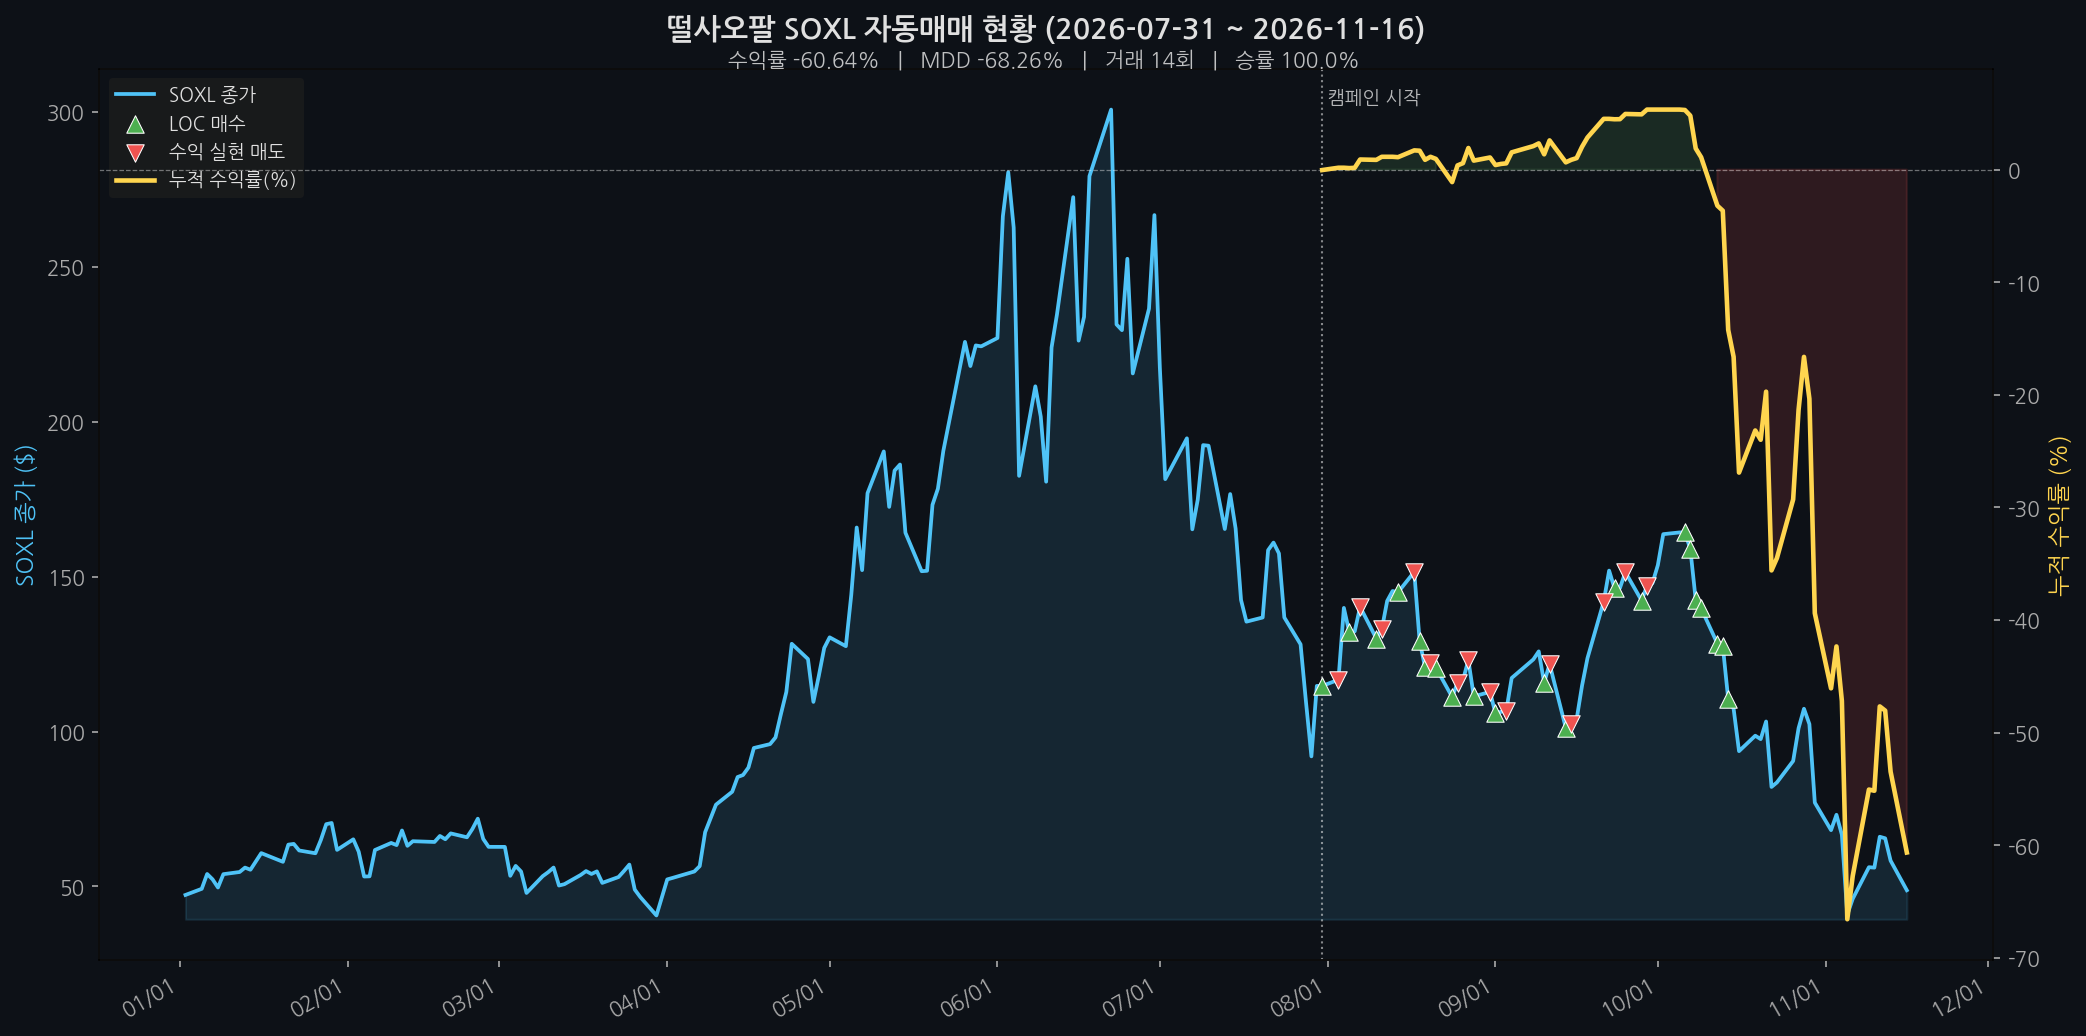 떨사오팔 SOXL 자동매매 현황 (2026-07-31 ~ 2026-11-16)
수익률 -60.64% | MDD -68.26% | 거래 14회 | 승률 100.0%
SOXL 종가
LOC 매수
수익 실현 매도
누적 수익률(%)
캠페인 시작
SOXL 종가 ($)
300
250
200
150
100
50
0
-10
-20
-30
-40
-50
-60
-70
누적 수익률 (%)
01/01
02/01
03/01
04/01
05/01
06/01
07/01
08/01
09/01
10/01
11/01
12/01